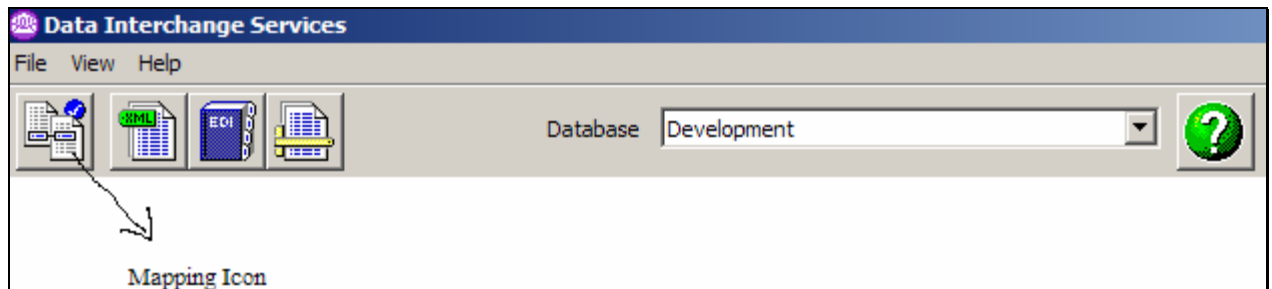 Data Interchange Services
File View Help
XML EDI Database Development ?
Mapping Icon